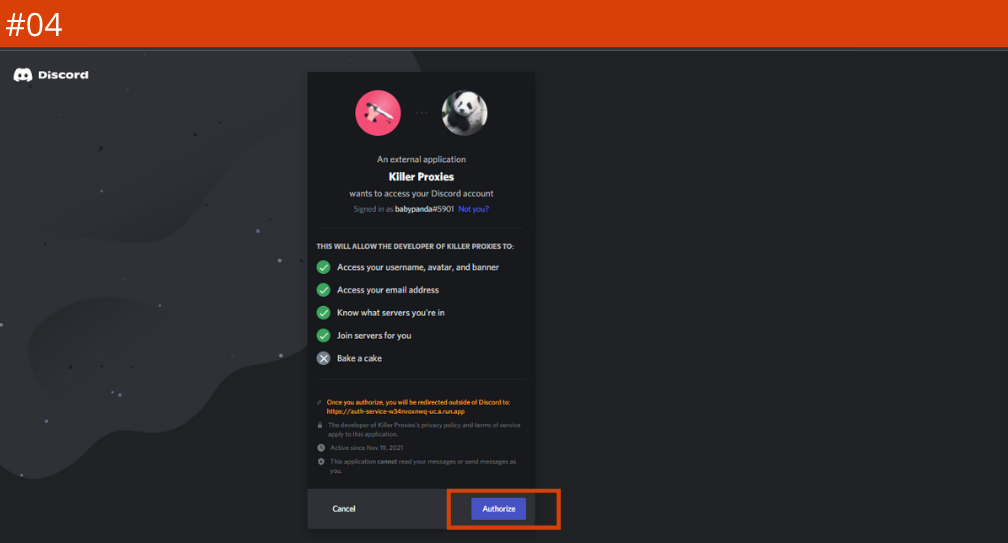 #04
Discord
An external application
Killer Proxies
wants to access your Discord account
Signed in as babypanda#5901 Not you?
THIS WILL ALLOW THE DEVELOPER OF KILLER PROXIES TO:
Access your username, avatar, and banner
Access your email address
Know what servers you're in
Join servers for you
Bake a cake
Once you authorize, you will be redirected outside of Discord to:
https://auth-service-w34nvoxnwq-uc.a.run.app
The developer of Killer Proxies's privacy policy and terms of service
apply to this application.
Active since Nov 19, 2021
This application cannot read your messages or send messages as
you.
Cancel
Authorize